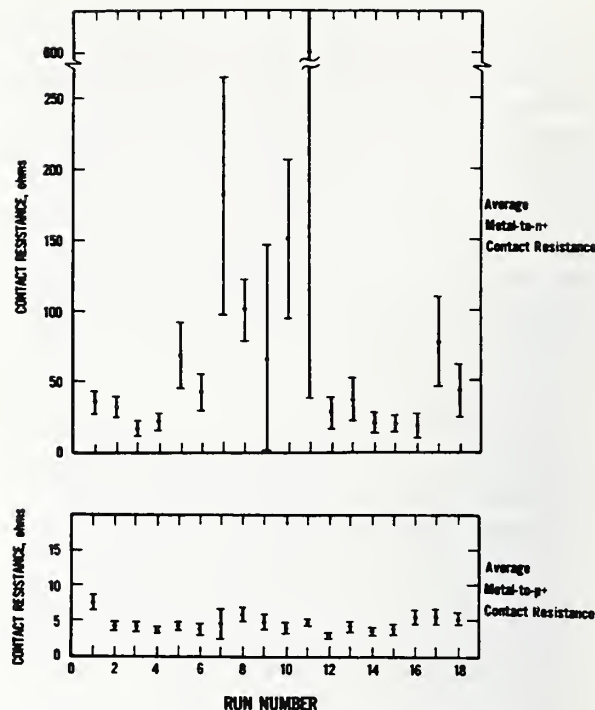 CONTACT RESISTANCE, ohms
600
250
200
150
100
50
0
Average
Metal-to-n+
Contact Resistance
CONTACT RESISTANCE, ohms
15
10
5
0
Average
Metal-to-p+
Contact Resistance
0 2 4 6 8 10 12 14 16 18
RUN NUMBER